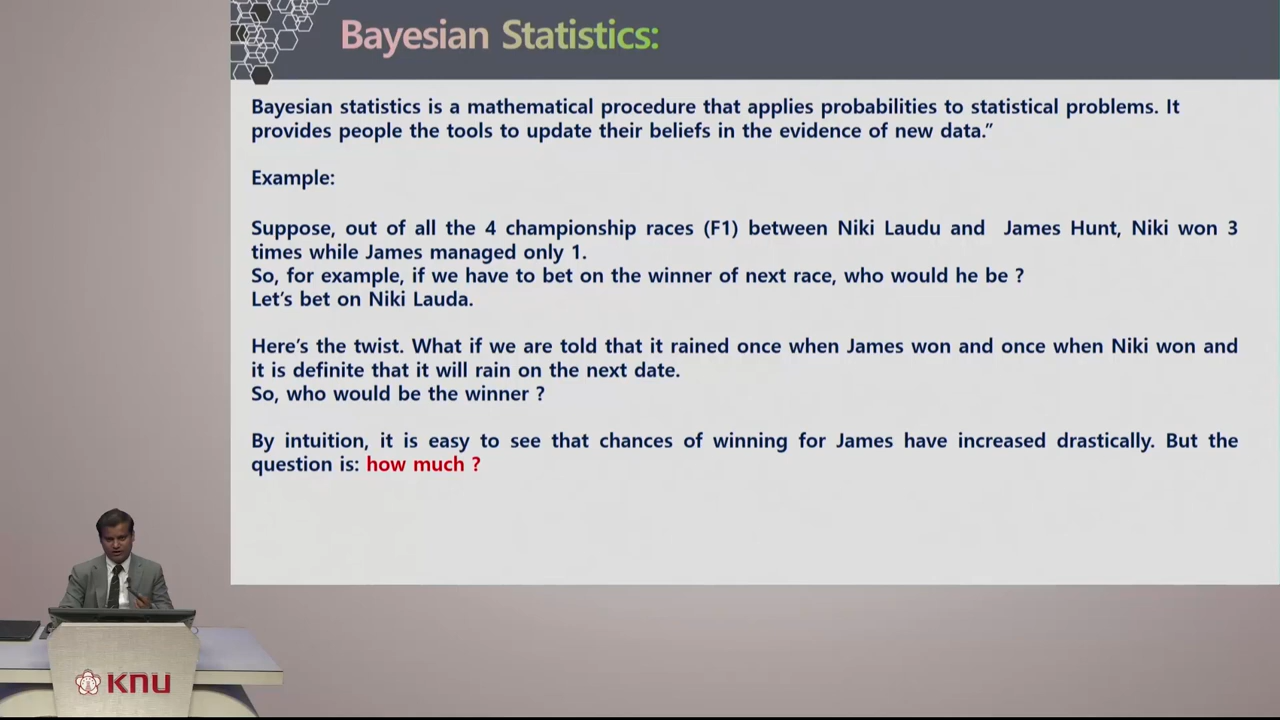 Bayesian Statistics:
Bayesian statistics is a mathematical procedure that applies probabilities to statistical problems. It
provides people the tools to update their beliefs in the evidence of new data.”
Example:
Suppose, out of all the 4 championship races (F1) between Niki Laudu and James Hunt, Niki won 3
times while James managed only 1.
So, for example, if we have to bet on the winner of next race, who would he be ?
Let’s bet on Niki Lauda.
Here’s the twist. What if we are told that it rained once when James won and once when Niki won and
it is definite that it will rain on the next date.
So, who would be the winner ?
By intuition, it is easy to see that chances of winning for James have increased drastically. But the
question is: how much ?
KNU